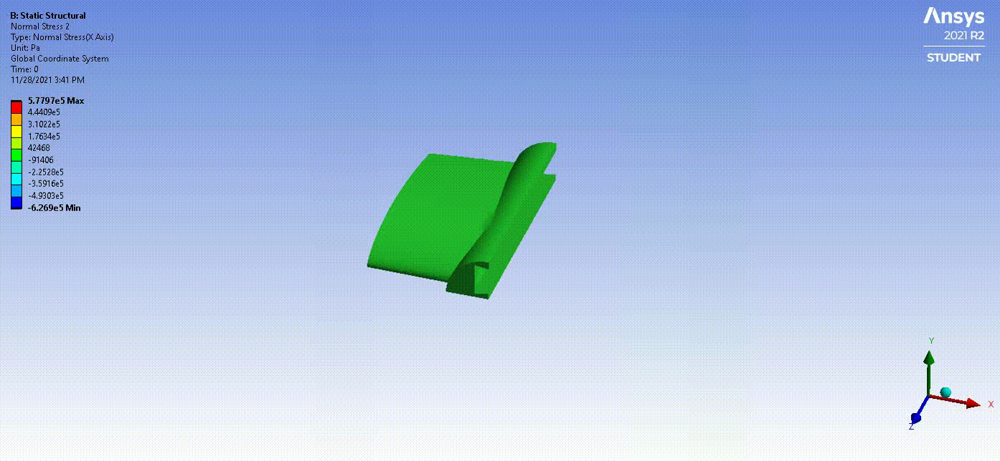 B: Static Structural
Normal Stress 2
Type: Normal Stress(X Axis)
Unit: Pa
Global Coordinate System
Time: 0
11/28/2021 3:41 PM
5.7797e5 Max
4.4409e5
3.1022e5
1.7634e5
42468
-91406
-2.2528e5
-3.5916e5
-4.9303e5
-6.269e5 Min
Ansys
2021 R2
STUDENT
Y
X
Z